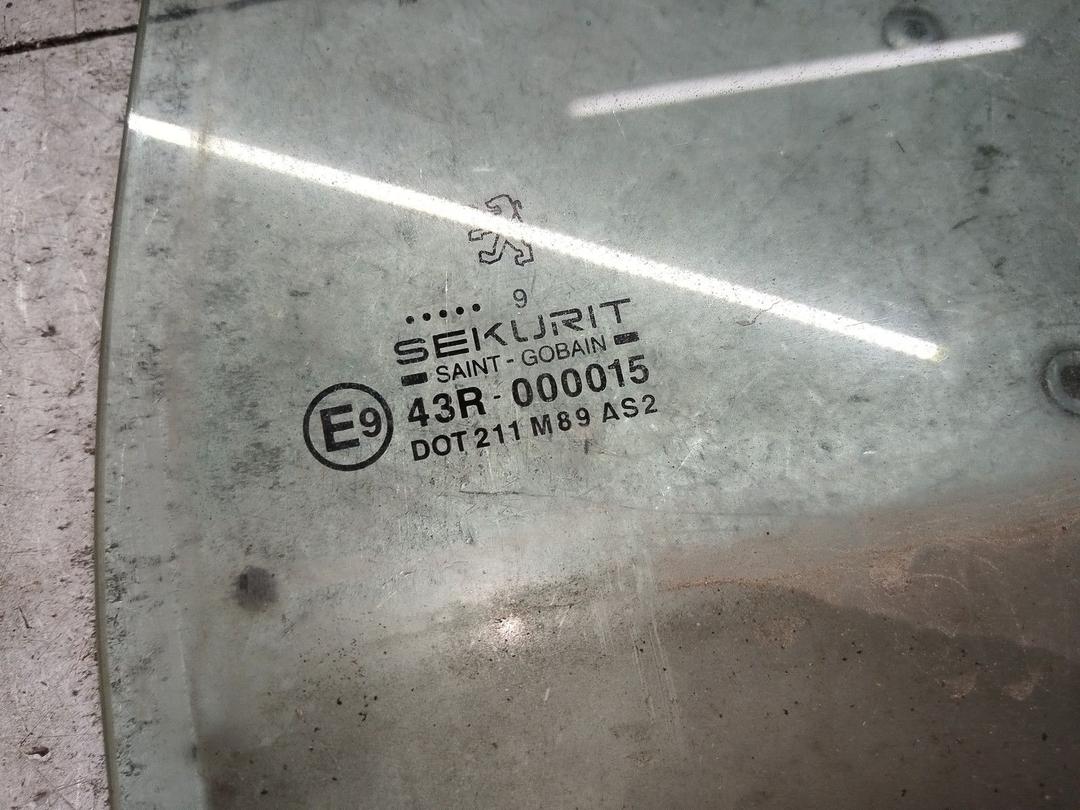 ..... 9
SEKURIT
SAINT - GOBAIN
E9 43R - 000015
DOT 211 M89 AS2